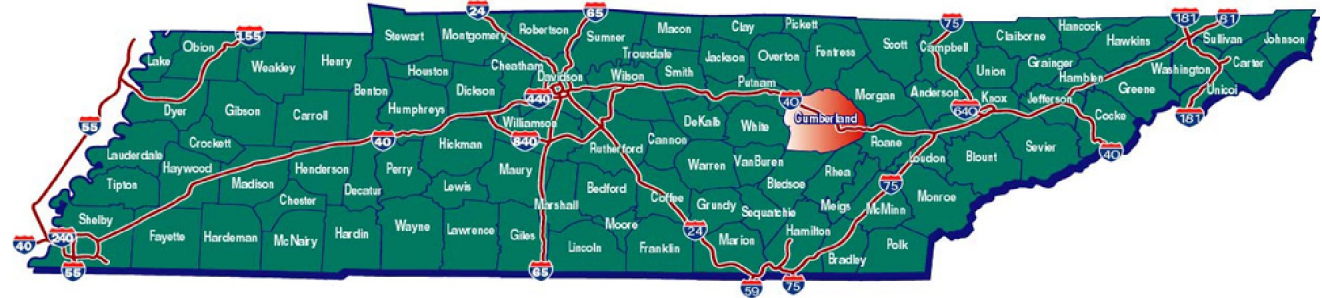 24
65
75
181
81
155
Obion
Lake
Weakley
Henry
Stewart
Montgomery
Robertson
Sumner
Macon
Clay
Pickett
Scott
Campbell
Claiborne
Hancock
Hawkins
Sullivan
Johnson
Trousdale
Jackson
Overton
Fentress
Union
Grainger
Hamblen
Washington
Carter
Houston
Cheatham
Davidson
Wilson
Smith
Putnam
Morgan
Anderson
Knox
Jefferson
Greene
Unicoi
Dyer
Gibson
Carroll
Benton
Humphreys
Dickson
440
40
640
Cocke
181
55
Crockett
Williamson
840
DeKalb
White
Cumberland
Roane
40
Lauderdale
Haywood
Henderson
Perry
Hickman
Maury
Rutherford
Cannon
Warren
VanBuren
Rhea
Loudon
Blount
Sevier
40
Tipton
Madison
Chester
Decatur
Lewis
Bedford
Coffee
Grundy
Bledsoe
Sequatchie
Meigs
75
McMinn
Monroe
Shelby
Fayette
Hardeman
McNairy
Hardin
Wayne
Lawrence
Giles
Marshall
Moore
Lincoln
Franklin
24
Marion
Hamilton
Bradley
Polk
40
240
55
65
59
75